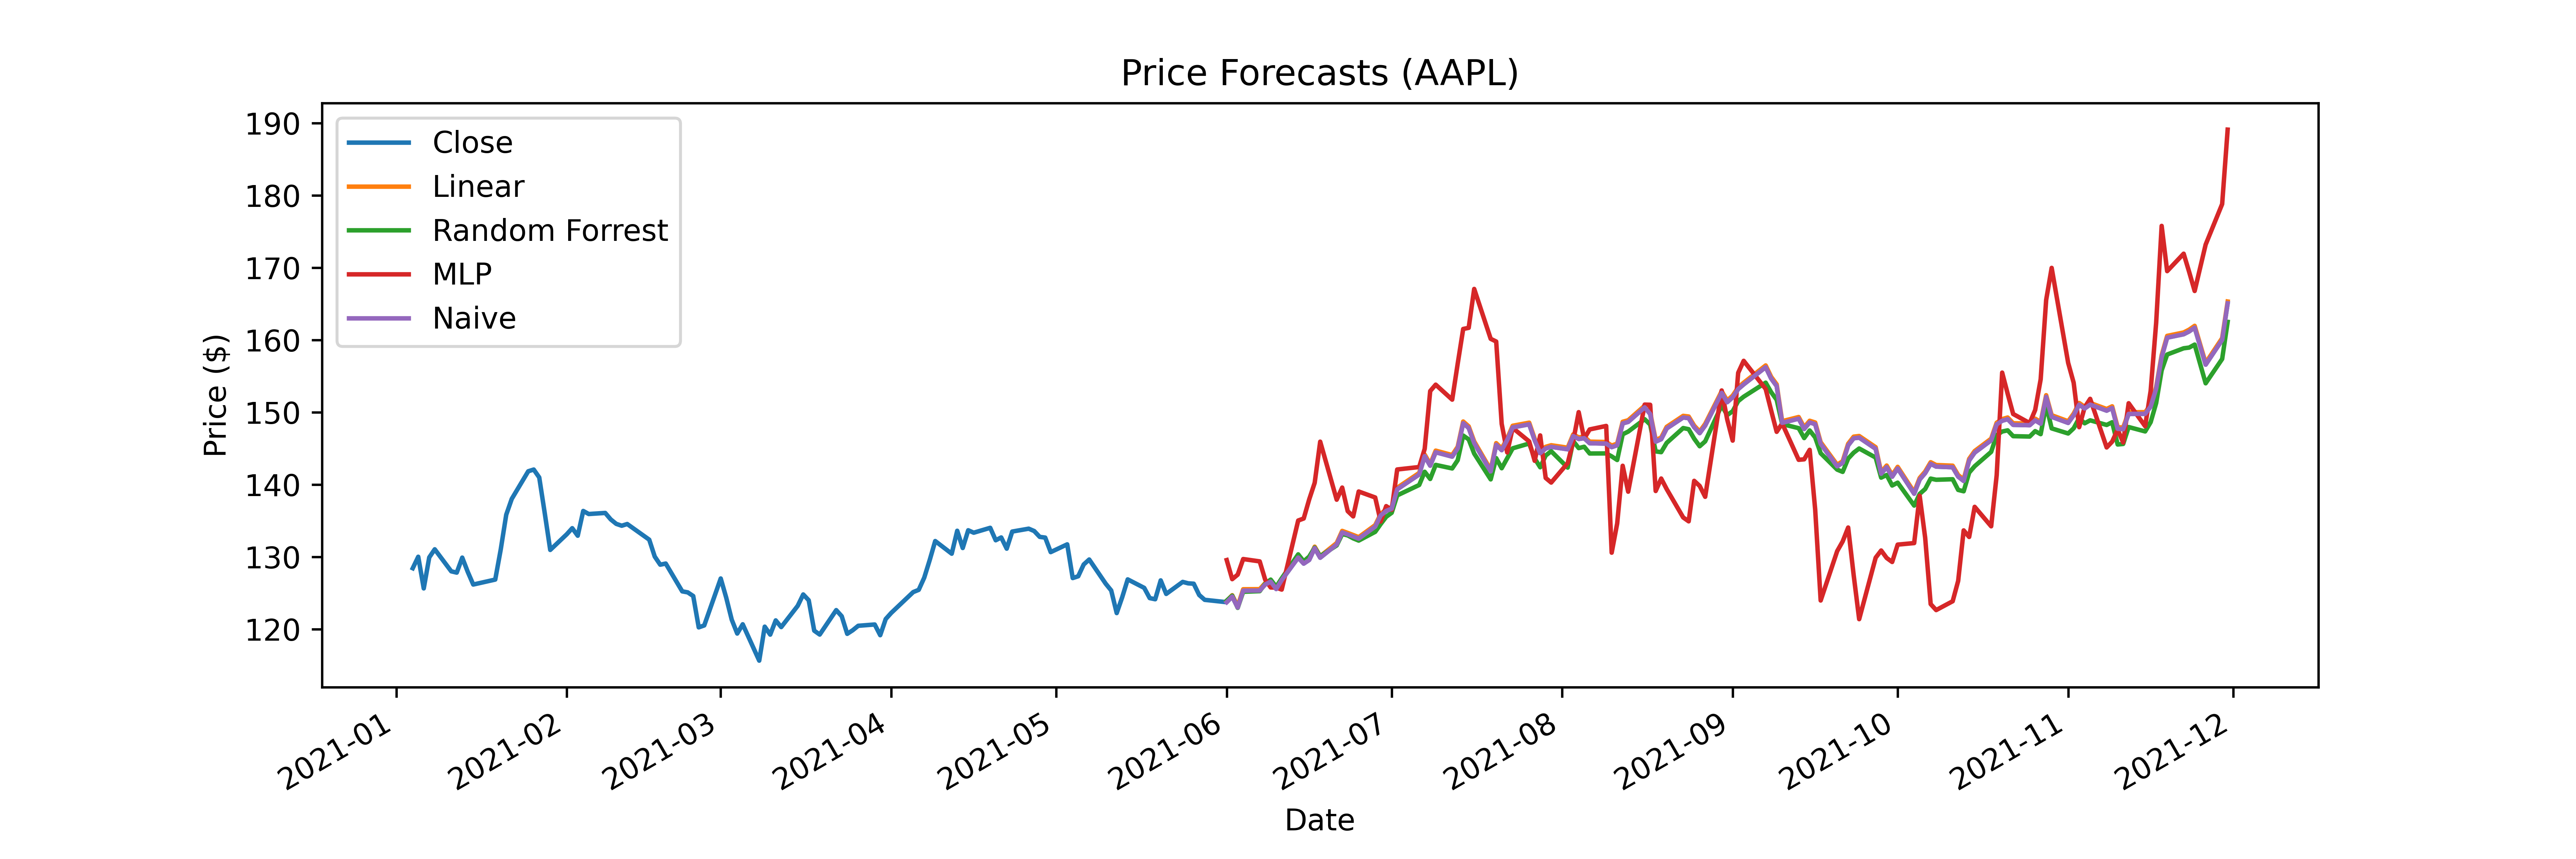 Price Forecasts (AAPL)
190
180
170
160
150
140
130
120
Price ($)
Close
Linear
Random Forrest
MLP
Naive
2021-01
2021-02
2021-03
2021-04
2021-05
2021-06
2021-07
2021-08
2021-09
2021-10
2021-11
2021-12
Date